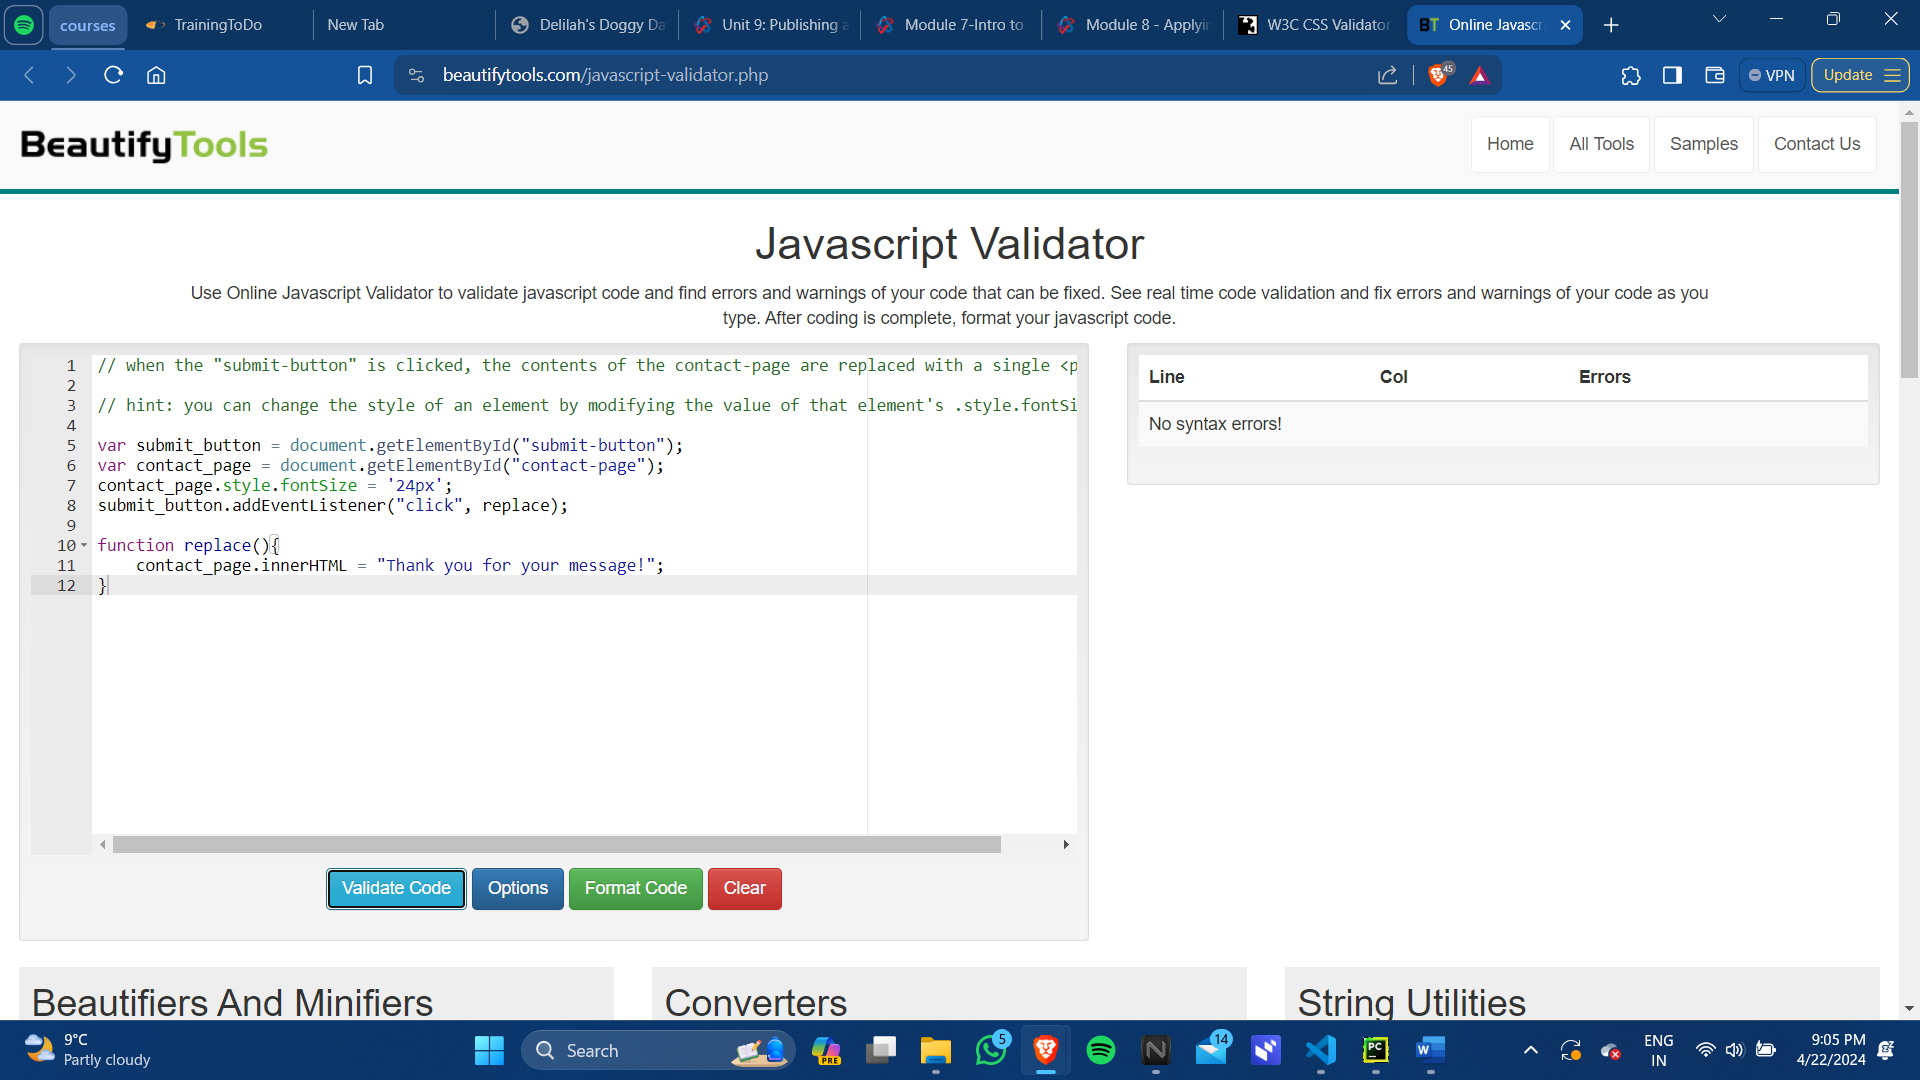 courses
TrainingToDo
New Tab
Delilah's Doggy Da
Unit 9: Publishing a
Module 7-Intro to
Module 8 - Applyin
W3C CSS Validator
BT Online Javascr
beautifytools.com/javascript-validator.php
45
VPN
Update
BeautifyTools
Home
All Tools
Samples
Contact Us
Javascript Validator
Use Online Javascript Validator to validate javascript code and find errors and warnings of your code that can be fixed. See real time code validation and fix errors and warnings of your code as you
type. After coding is complete, format your javascript code.
1 // when the "submit-button" is clicked, the contents of the contact-page are replaced with a single <p
2
3 // hint: you can change the style of an element by modifying the value of that element's .style.fontSi
4
5 var submit_button = document.getElementById("submit-button");
6 var contact_page = document.getElementById("contact-page");
7 contact_page.style.fontSize = '24px';
8 submit_button.addEventListener("click", replace);
9
10 function replace(){
11 contact_page.innerHTML = "Thank you for your message!";
12 }
Line Col Errors
No syntax errors!
Validate Code
Options
Format Code
Clear
Beautifiers And Minifiers
Converters
String Utilities
9°C
Partly cloudy
Search
PRE
5
14
PC
W
ENG
IN
9:05 PM
4/22/2024